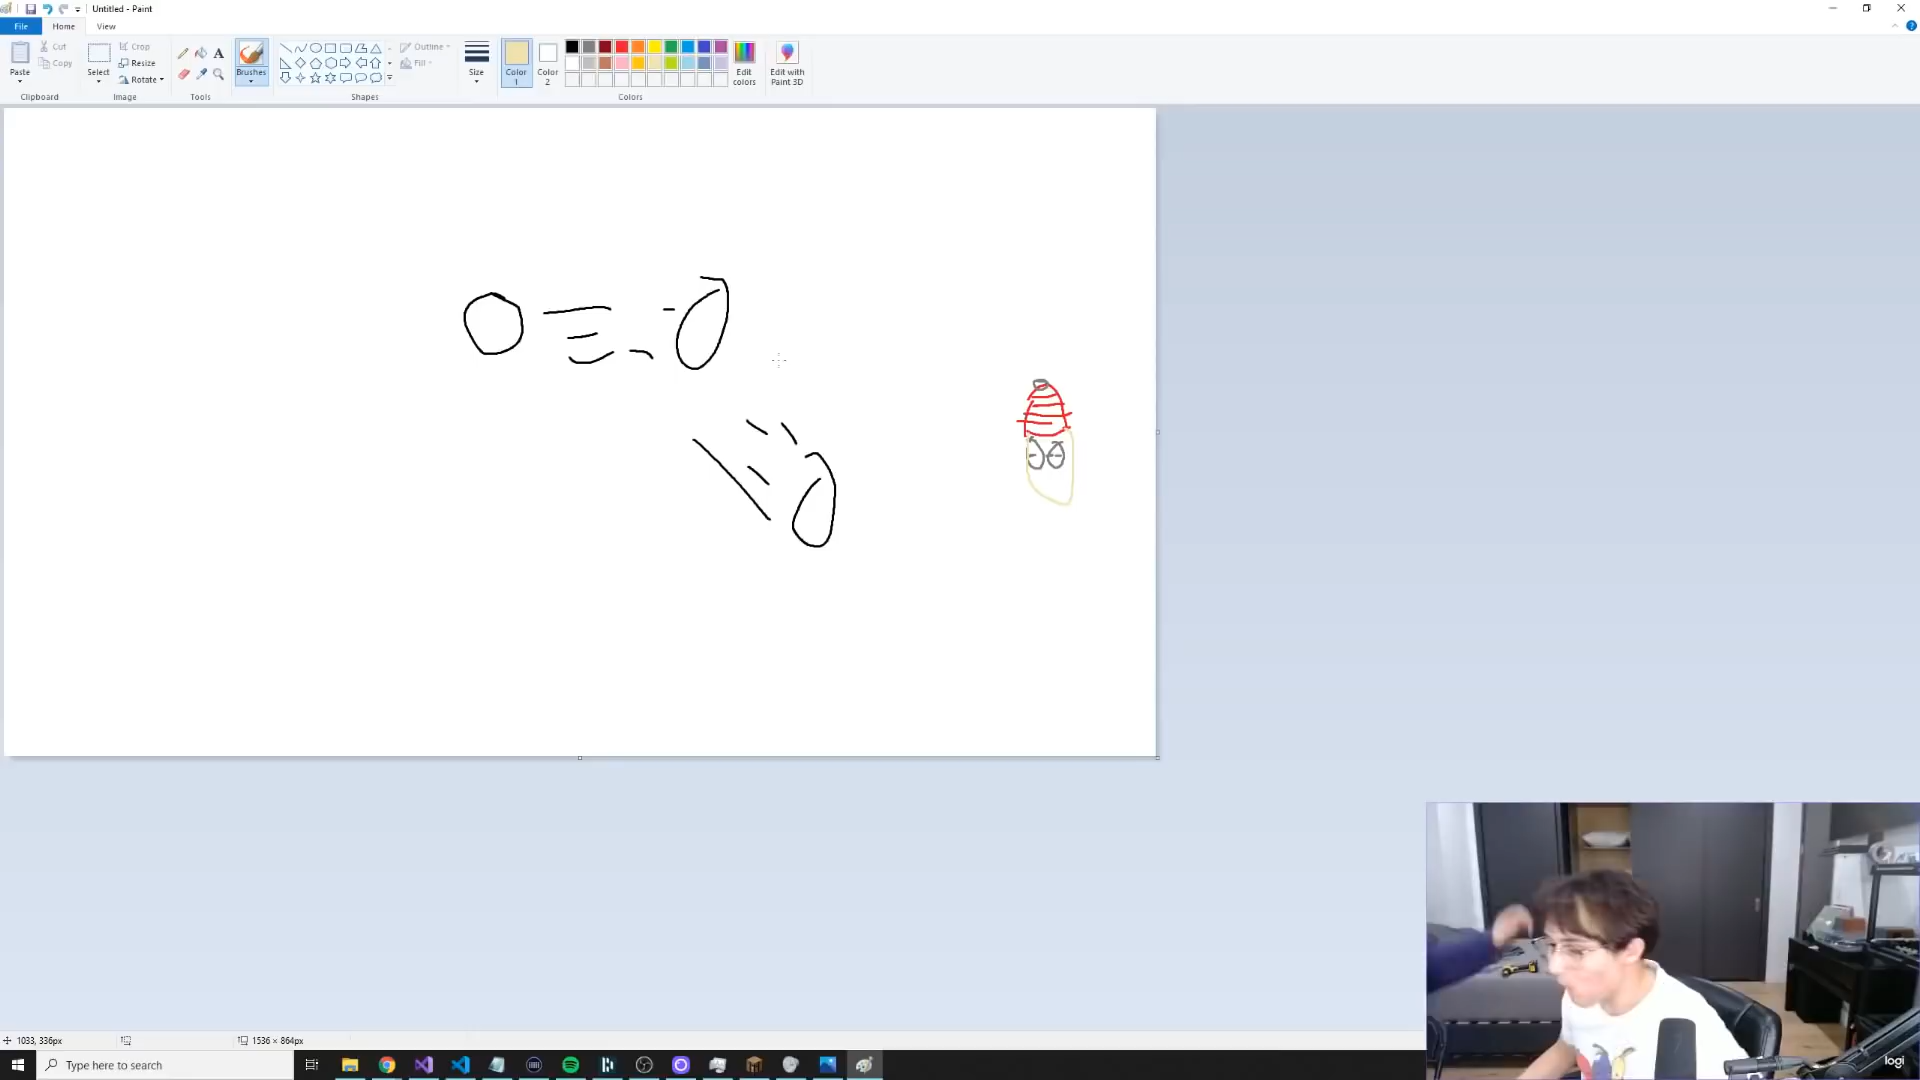 Untitled - Paint
File
Home
View
Paste
Cut
Copy
Clipboard
Select
Crop
Resize
Rotate
Image
A
Tools
Brushes
Shapes
Outline
Fill
Size
Color
1
Color
2
Edit
colors
Colors
Edit with
Paint 3D
1033, 336px
1536 × 864px
Type here to search
logi